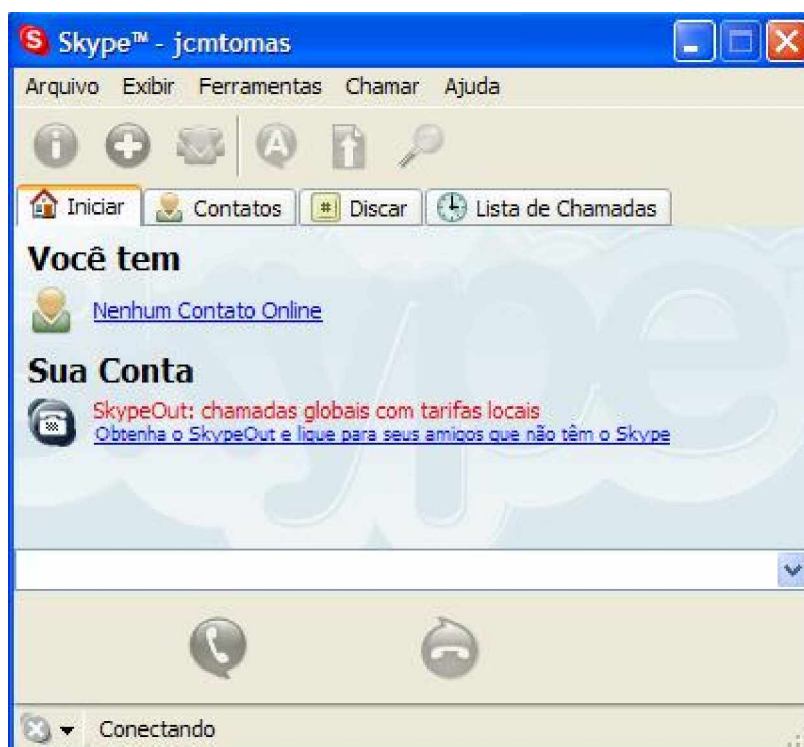 Skype™ - jcmtomas
Arquivo Exibir Ferramentas Chamar Ajuda
Iniciar Contatos Discar Lista de Chamadas
Você tem
Nenhum Contato Online
Sua Conta
SkypeOut: chamadas globais com tarifas locais
Obtenha o SkypeOut e ligue para seus amigos que não têm o Skype
Conectando